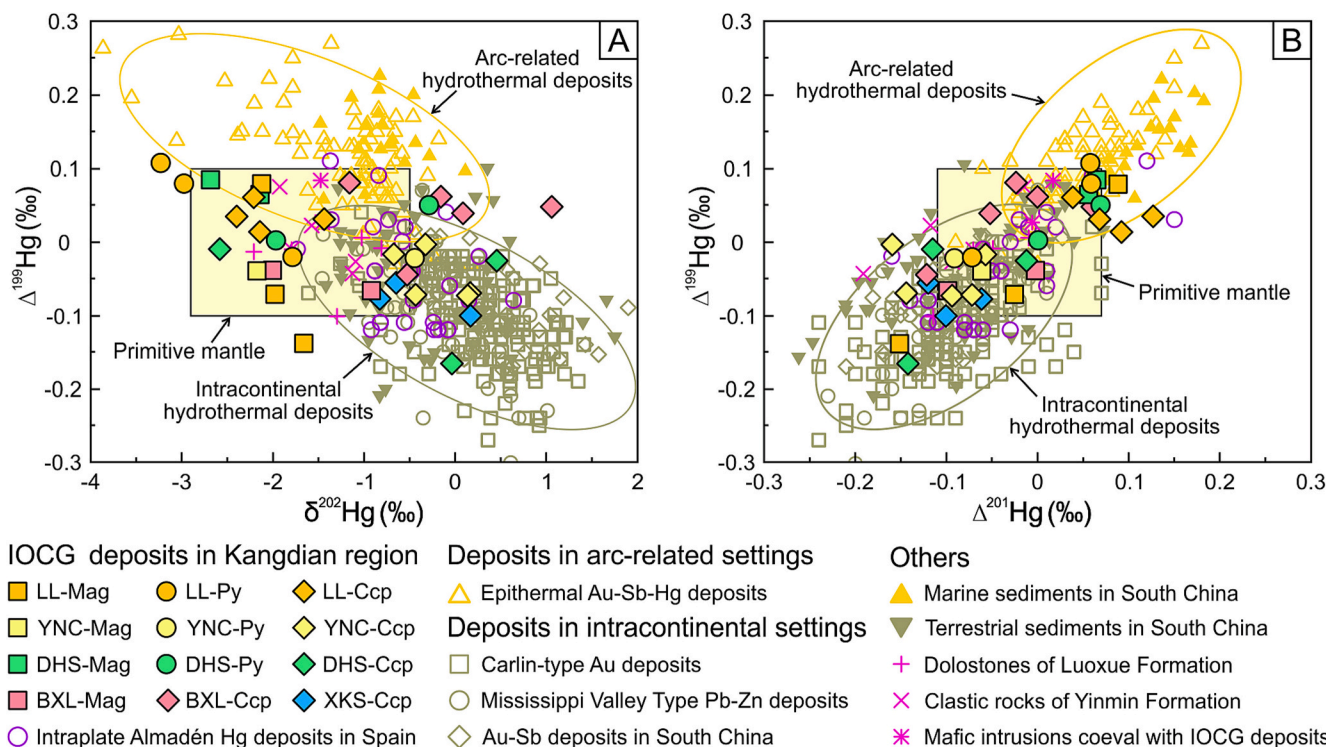 A
B
0.3
0.2
0.1
0
-0.1
-0.2
-0.3
Δ¹⁹⁹Hg (‰)
Arc-related
hydrothermal deposits
Primitive mantle
Intracontinental
hydrothermal deposits
-4
-3
-2
-1
0
1
2
δ²⁰²Hg (‰)
0.3
0.2
0.1
0
-0.1
-0.2
-0.3
Δ¹⁹⁹Hg (‰)
Arc-related
hydrothermal deposits
Primitive mantle
Intracontinental
hydrothermal deposits
-0.3
-0.2
-0.1
0
0.1
0.2
0.3
Δ²⁰¹Hg (‰)
IOCG deposits in Kangdian region
LL-Mag LL-Py LL-Ccp
YNC-Mag YNC-Py YNC-Ccp
DHS-Mag DHS-Py DHS-Ccp
BXL-Mag BXL-Ccp XKS-Ccp
Intraplate Almadén Hg deposits in Spain
Deposits in arc-related settings
Epithermal Au-Sb-Hg deposits
Deposits in intracontinental settings
Carlin-type Au deposits
Mississippi Valley Type Pb-Zn deposits
Au-Sb deposits in South China
Others
Marine sediments in South China
Terrestrial sediments in South China
Dolostones of Luoxue Formation
Clastic rocks of Yinmin Formation
Mafic intrusions coeval with IOCG deposits